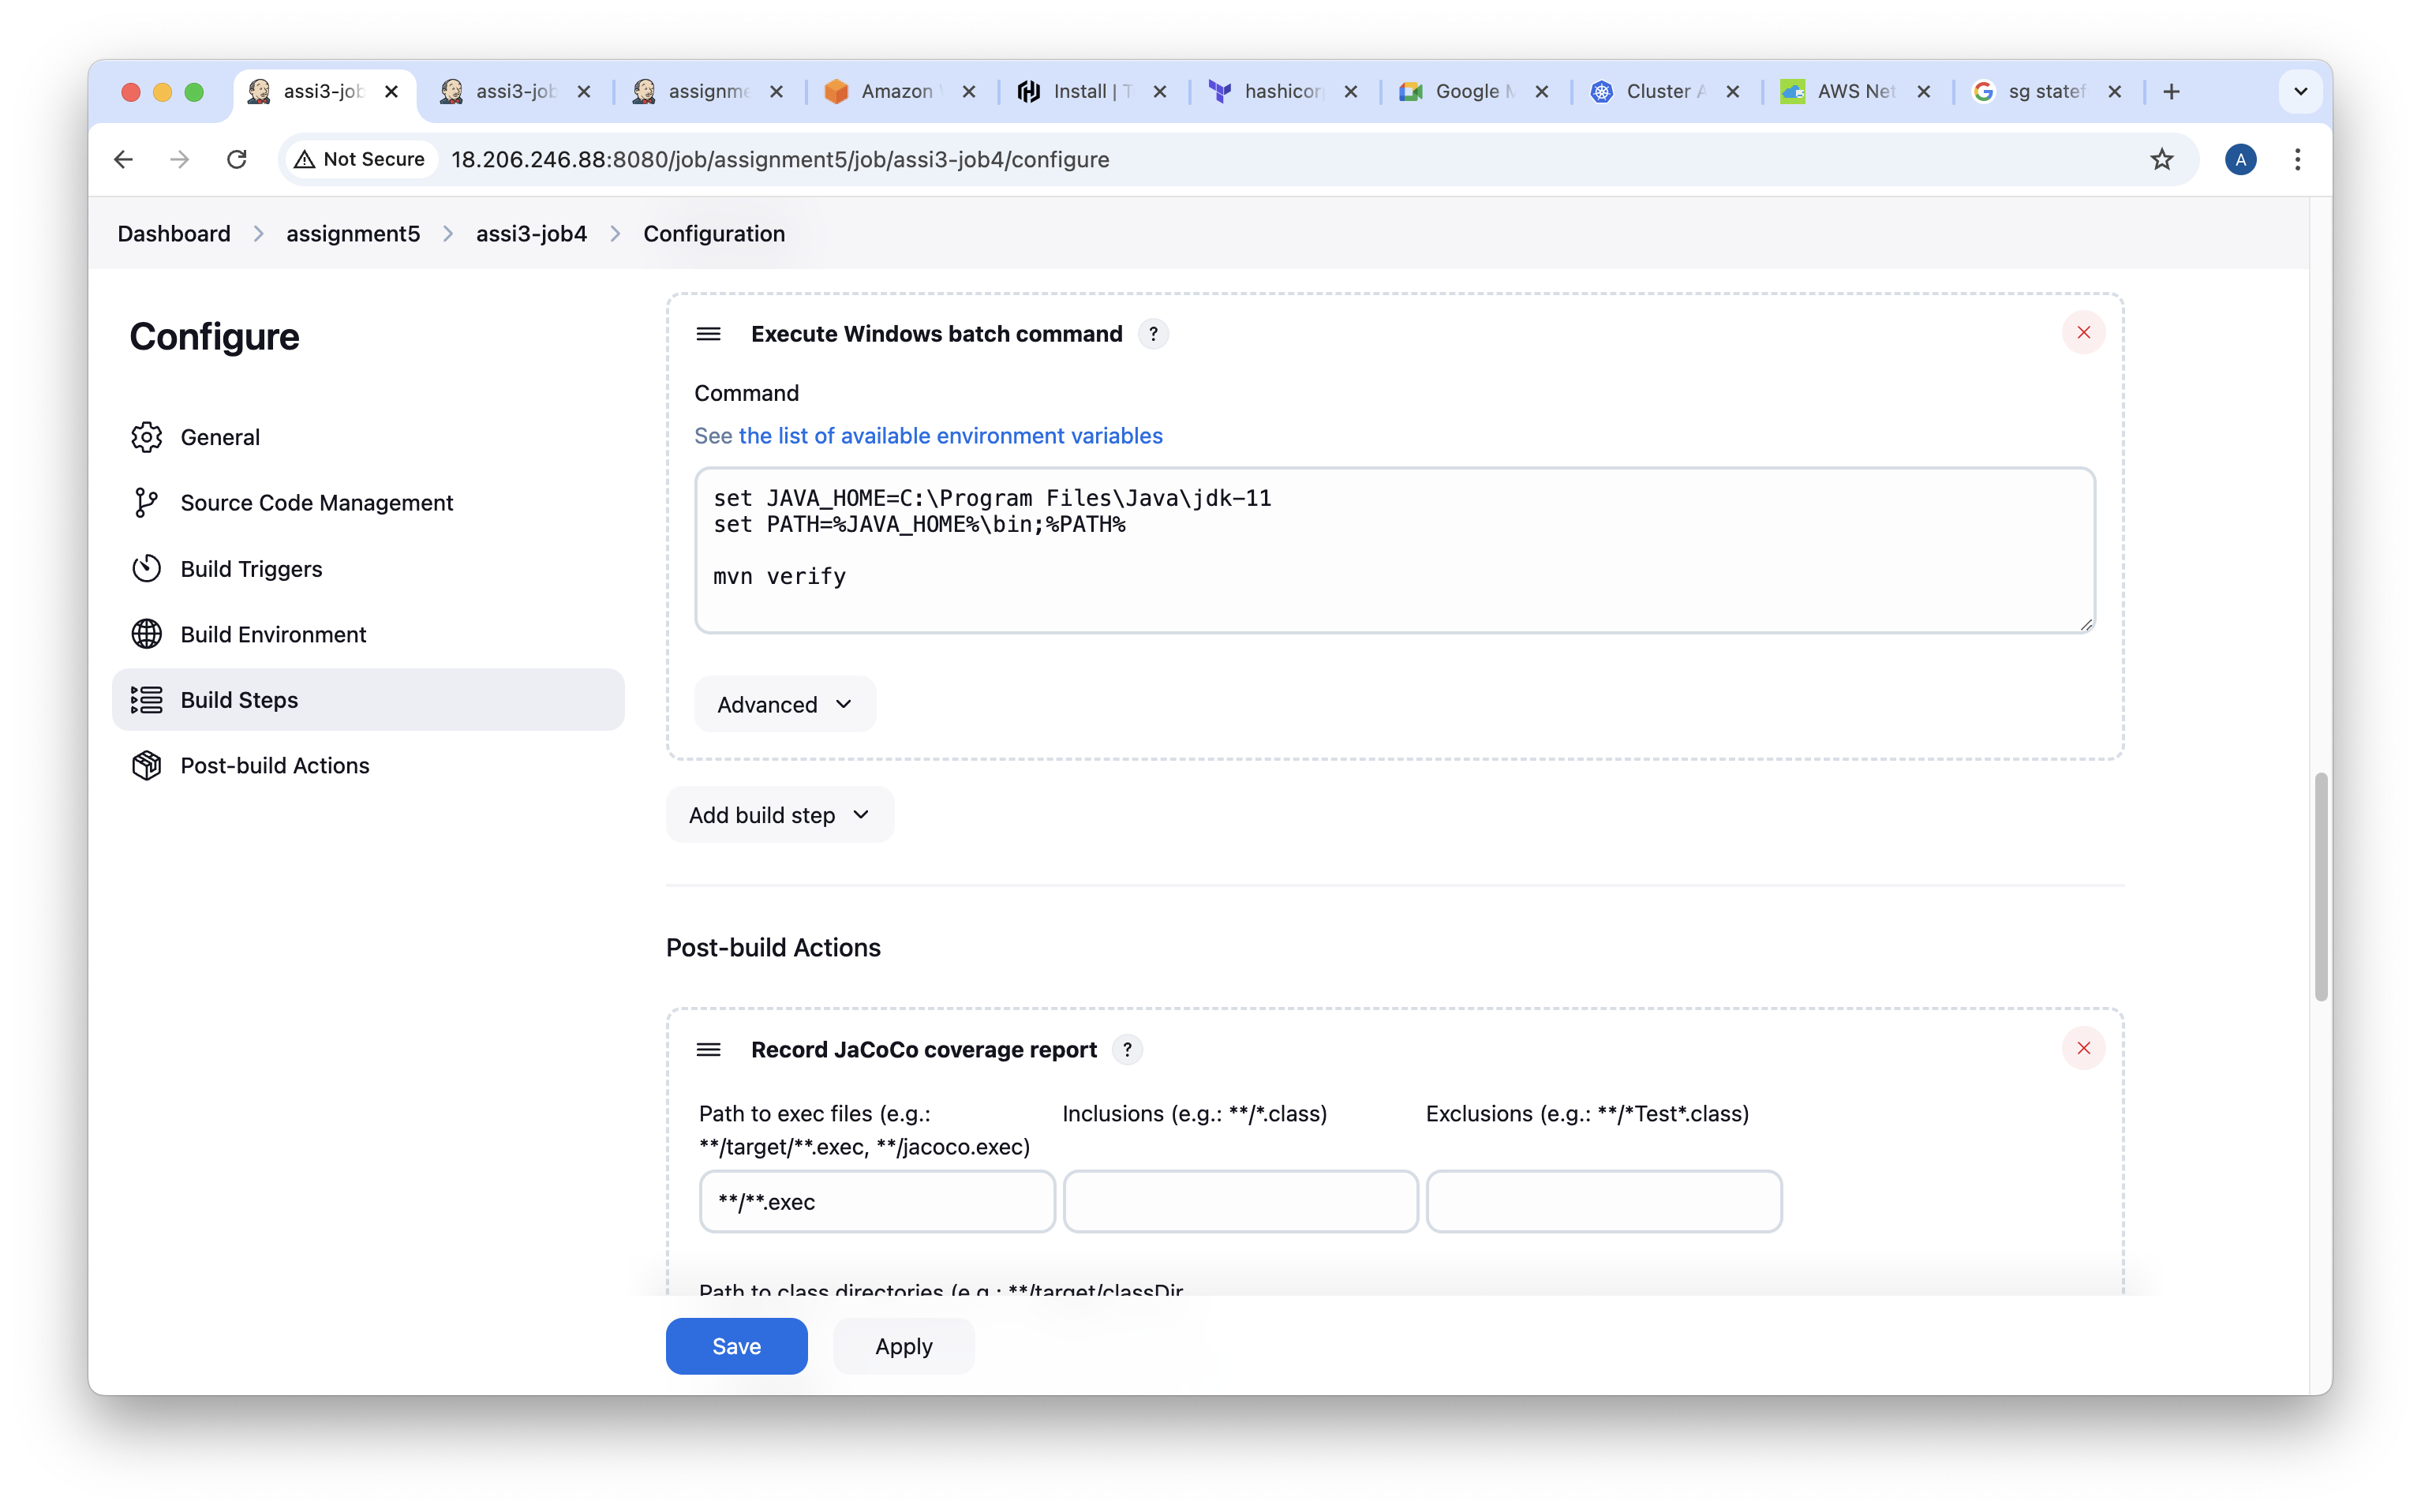 assi3-job
assi3-job
assignme
Amazon
Install | T
hashicor
Google M
Cluster A
AWS Net
sg statef
Not Secure
18.206.246.88:8080/job/assignment5/job/assi3-job4/configure
A
Dashboard > assignment5 > assi3-job4 > Configuration
Configure
General
Source Code Management
Build Triggers
Build Environment
Build Steps
Post-build Actions
Execute Windows batch command ?
Command
See the list of available environment variables
set JAVA_HOME=C:\Program Files\Java\jdk-11
set PATH=%JAVA_HOME%\bin;%PATH%
mvn verify
Advanced
Add build step
Post-build Actions
Record JaCoCo coverage report ?
Path to exec files (e.g.:
**/target/**.exec, **/jacoco.exec)
Inclusions (e.g.: **/*.class)
Exclusions (e.g.: **/*Test*.class)
**/**.exec
Path to class directories (e.g.: **/target/classDir
Save
Apply